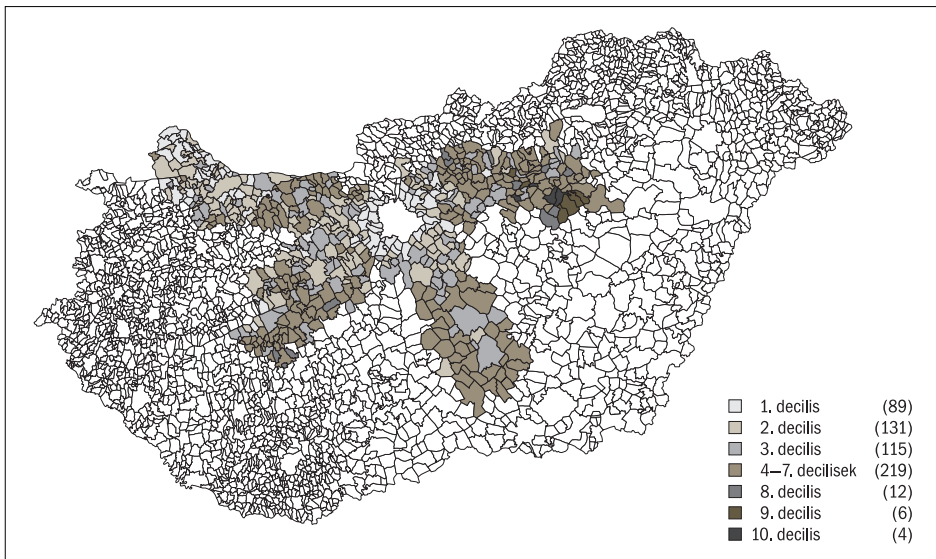 1. decilis (89)
2. decilis (131)
3. decilis (115)
4–7. decilisek (219)
8. decilis (12)
9. decilis (6)
10. decilis (4)